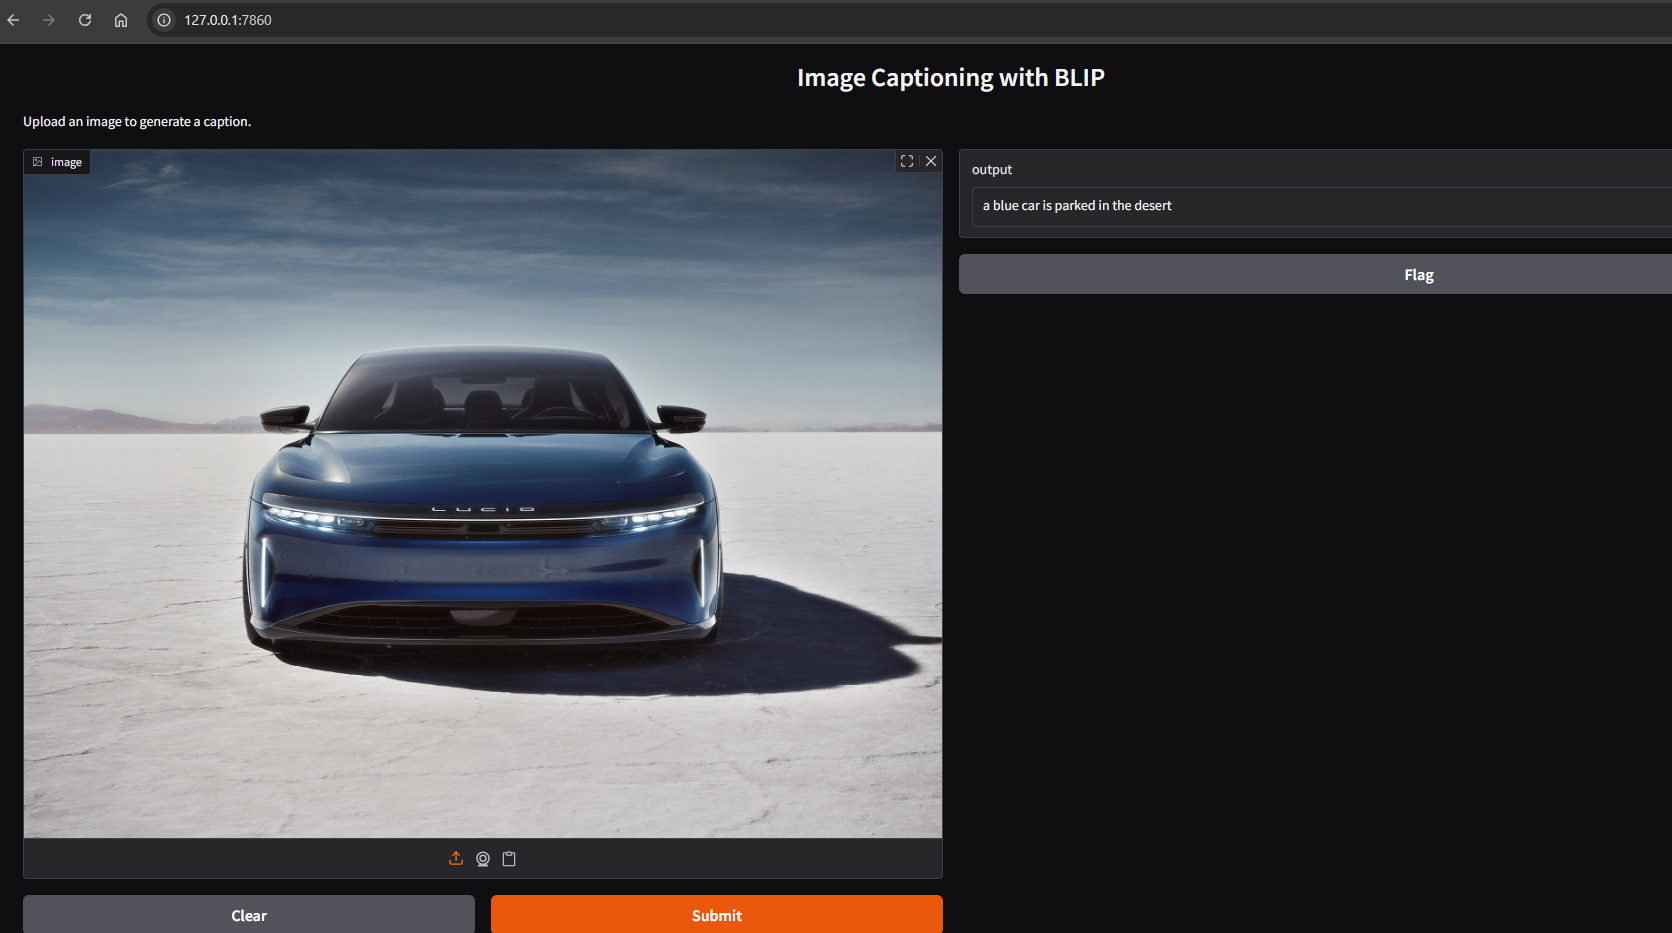 127.0.0.1:7860
Image Captioning with BLIP
Upload an image to generate a caption.
image
LUCID
output
a blue car is parked in the desert
Flag
Clear
Submit